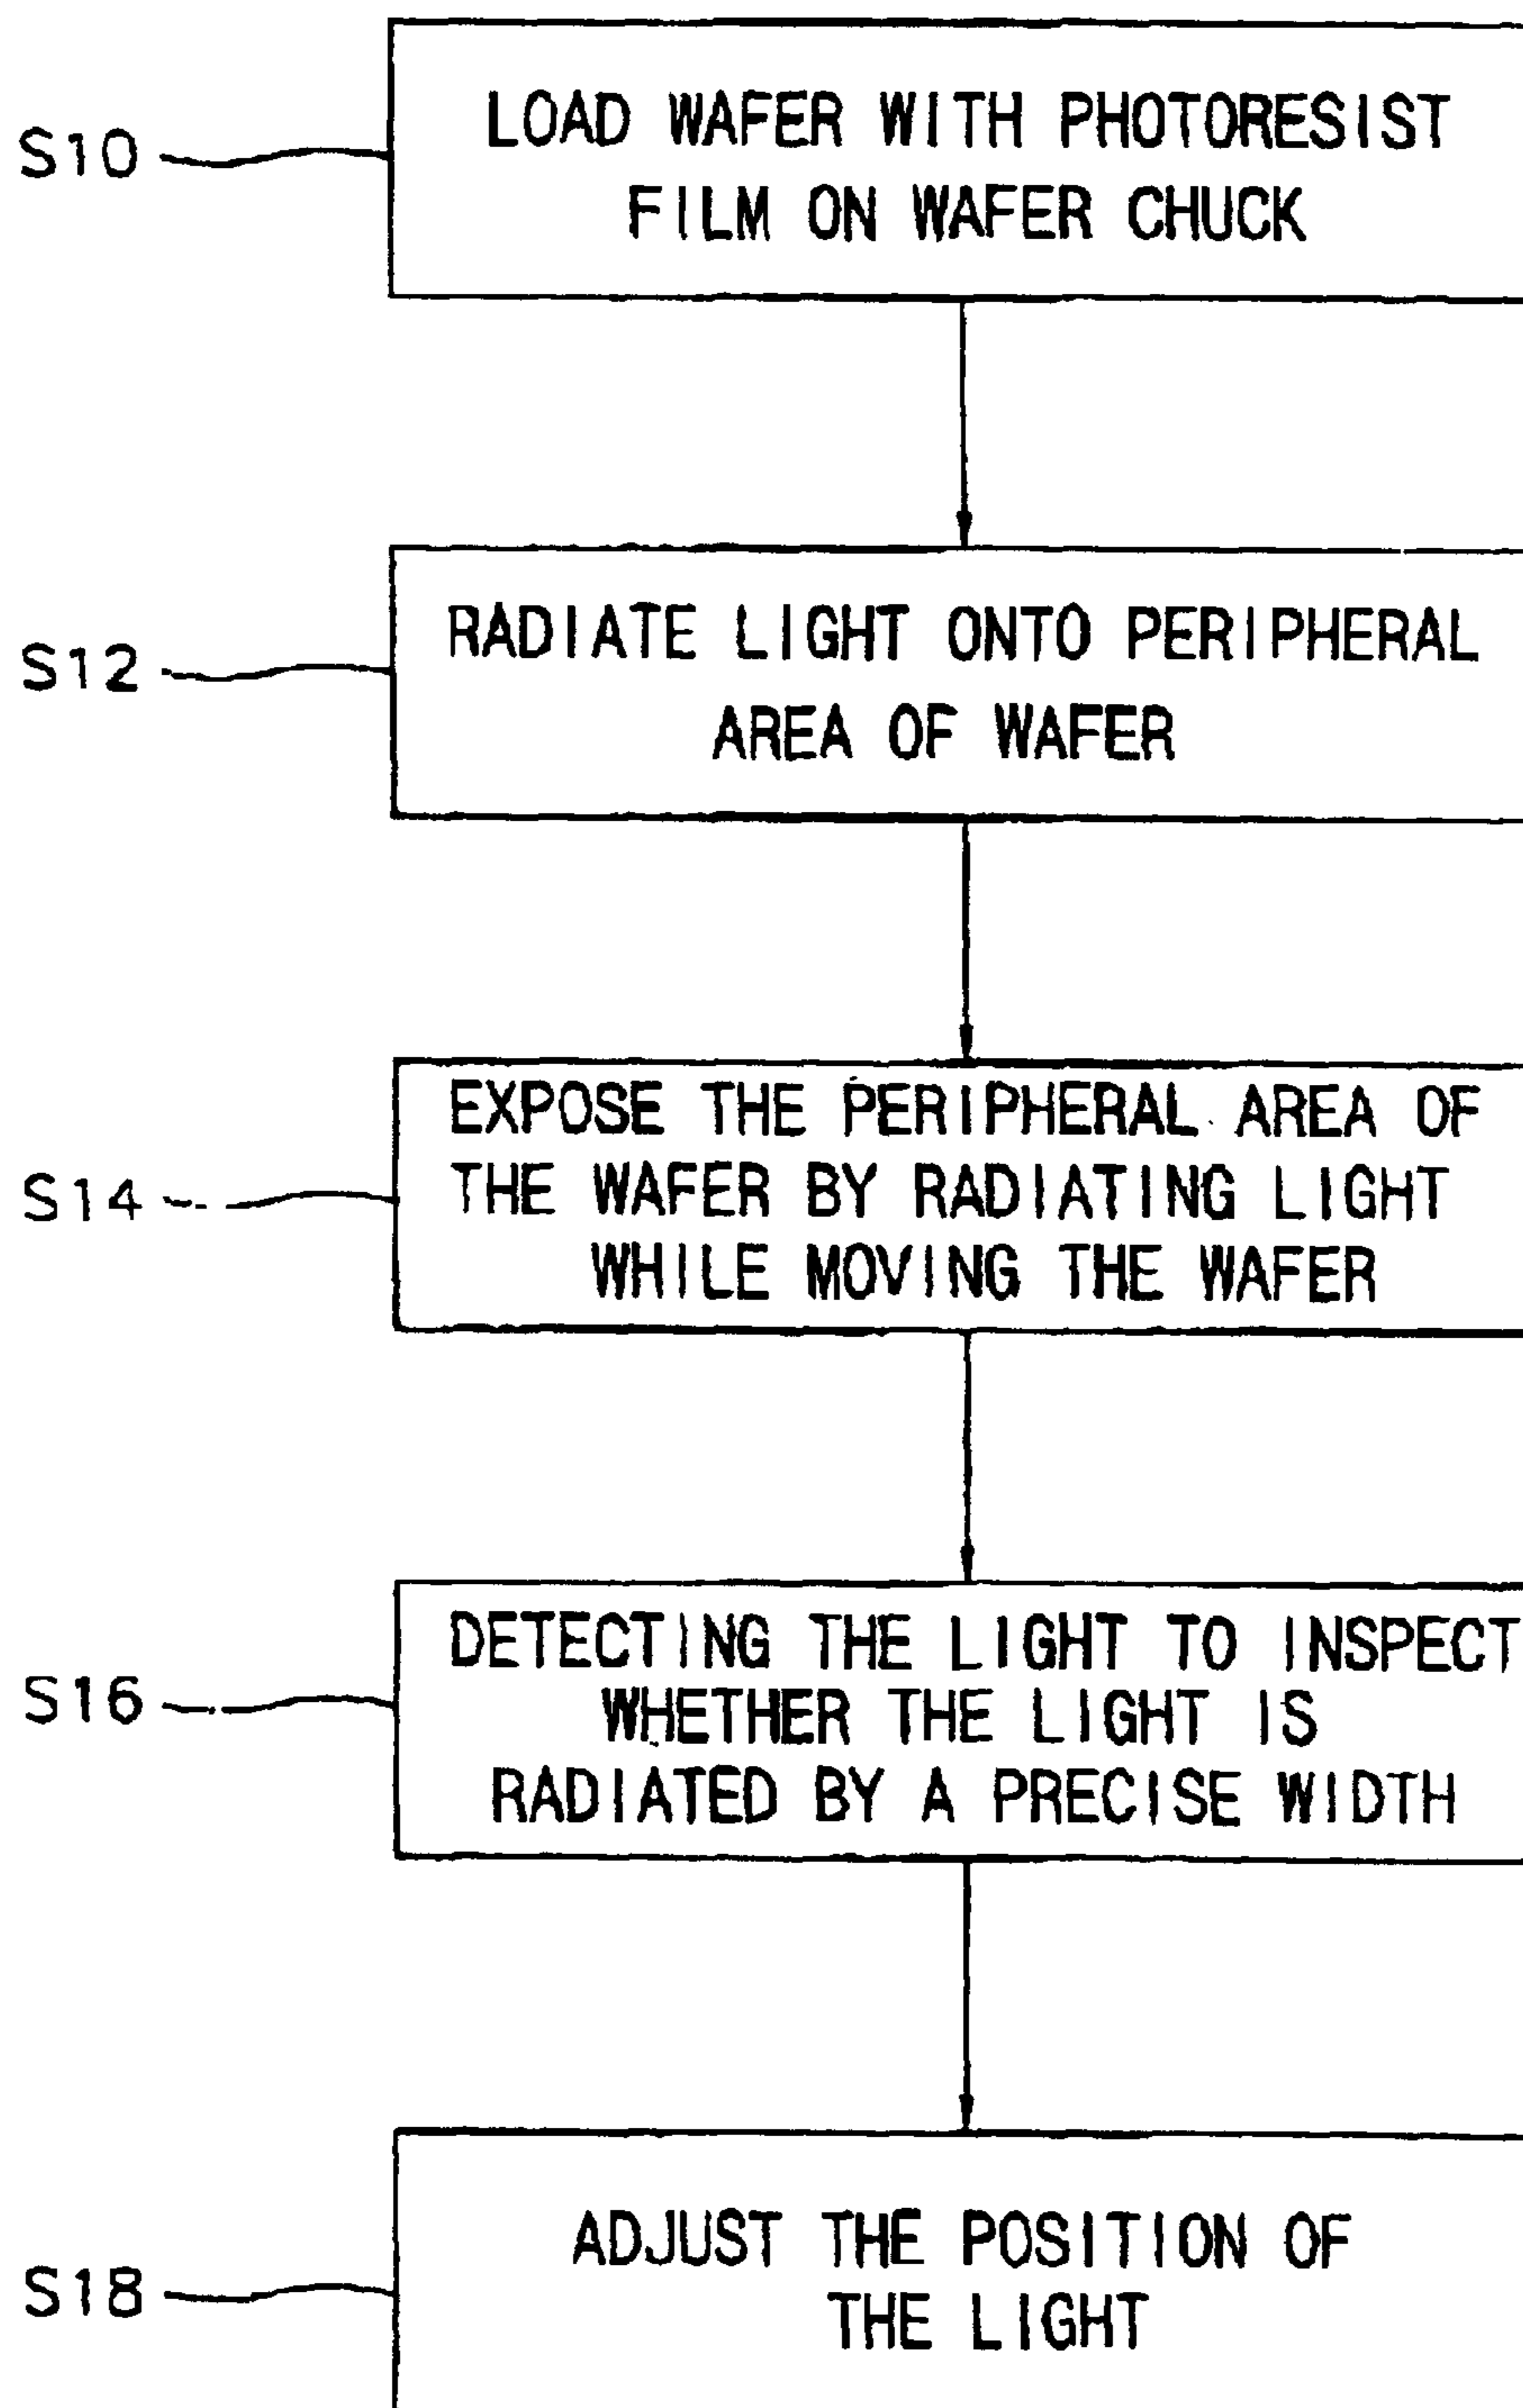 S10
LOAD WAFER WITH PHOTORESIST
FILM ON WAFER CHUCK
S12
RADIATE LIGHT ONTO PERIPHERAL
AREA OF WAFER
S14
EXPOSE THE PERIPHERAL AREA OF
THE WAFER BY RADIATING LIGHT
WHILE MOVING THE WAFER
S16
DETECTING THE LIGHT TO INSPECT
WHETHER THE LIGHT IS
RADIATED BY A PRECISE WIDTH
S18
ADJUST THE POSITION OF
THE LIGHT